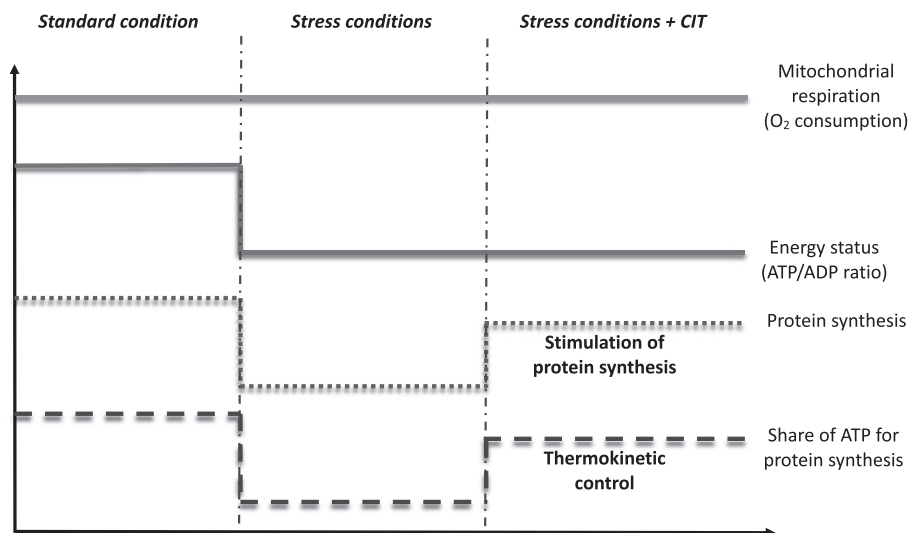 Standard condition
Stress conditions
Stress conditions + CIT
Mitochondrial
respiration
(O₂ consumption)
Energy status
(ATP/ADP ratio)
Protein synthesis
Stimulation of
protein synthesis
Share of ATP for
protein synthesis
Thermokinetic
control